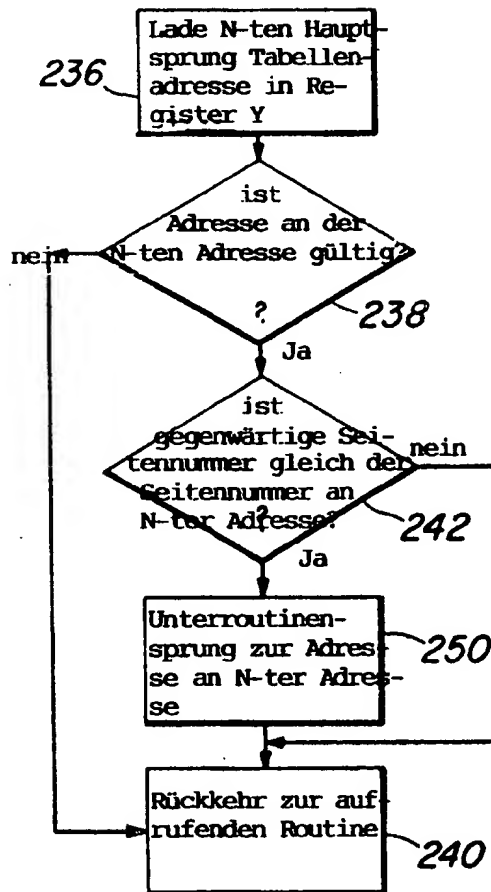 Lade N-ten Haupt-
sprung Tabellen-
adresse in Re-
gister Y
236
ist
Adresse an der
N-ten Adresse gültig?
?
nein
238
Ja
ist
gegenwärtige Sei-
tennummer gleich der
Seitennummer an
N-ter Adresse?
?
nein
242
Ja
Unterroutinen-
sprung zur Adres-
se an N-ter Adres-
se
250
Rückkehr zur auf-
rufenden Routine
240